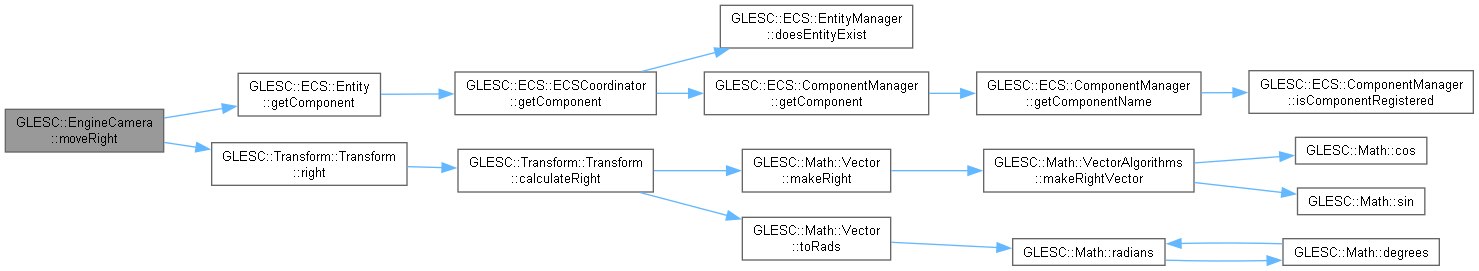 GLESC::EngineCamera
::moveRight
GLESC::ECS::Entity
::getComponent
GLESC::ECS::ECSCoordinator
::getComponent
GLESC::ECS::EntityManager
::doesEntityExist
GLESC::ECS::ComponentManager
::getComponent
GLESC::ECS::ComponentManager
::getComponentName
GLESC::ECS::ComponentManager
::isComponentRegistered
GLESC::Transform::Transform
::right
GLESC::Transform::Transform
::calculateRight
GLESC::Math::Vector
::makeRight
GLESC::Math::VectorAlgorithms
::makeRightVector
GLESC::Math::cos
GLESC::Math::sin
GLESC::Math::Vector
::toRads
GLESC::Math::radians
GLESC::Math::degrees